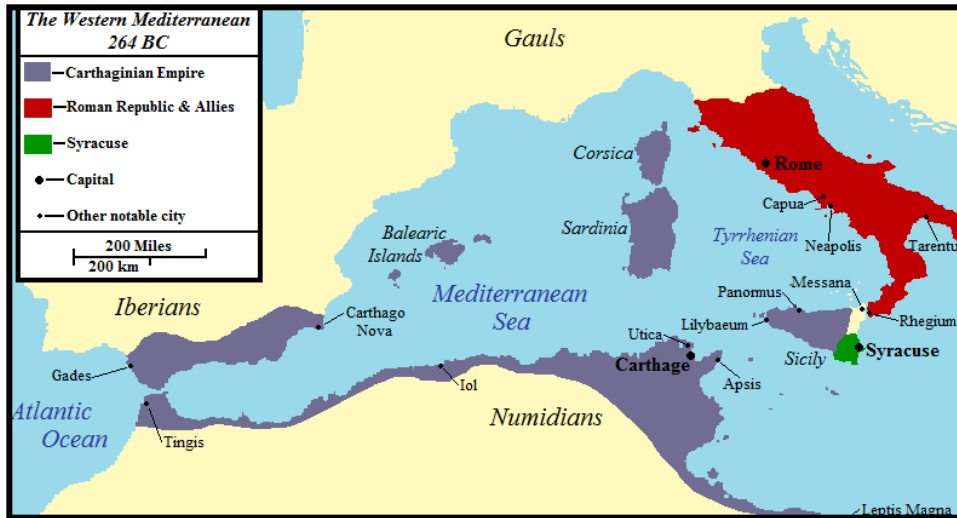 The Western Mediterranean
264 BC
Carthaginian Empire
Roman Republic & Allies
Syracuse
Capital
Other notable city
200 Miles
200 km
Gauls
Corsica
Rome
Capua
Sardinia
Balearic
Islands
Tyrrhenian
Sea
Neapolis
Tarentu
Messana
Panormus
Iberians
Mediterranean
Sea
Carthago
Nova
Lilybaeum
Rhegium
Utica
Sicily
Syracuse
Carthage
Gades
Iol
Apsis
Atlantic
Ocean
Tingis
Numidians
Leptis Magna